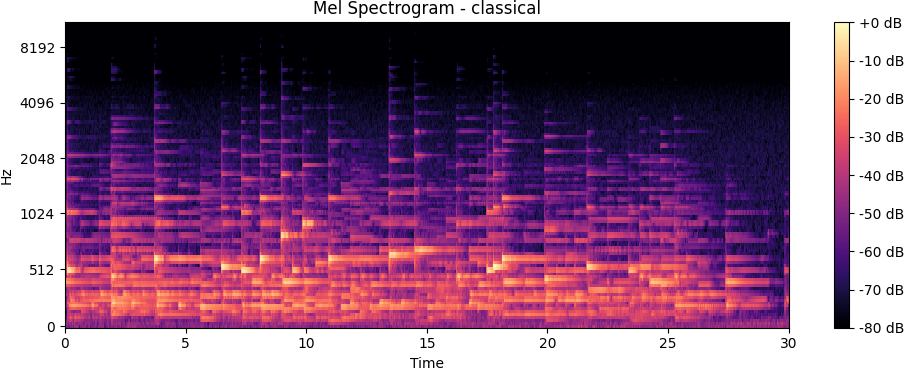 Mel Spectrogram - classical
Hz
8192
4096
2048
1024
512
0
0 5 10 15 20 25 30
Time
+0 dB
-10 dB
-20 dB
-30 dB
-40 dB
-50 dB
-60 dB
-70 dB
-80 dB